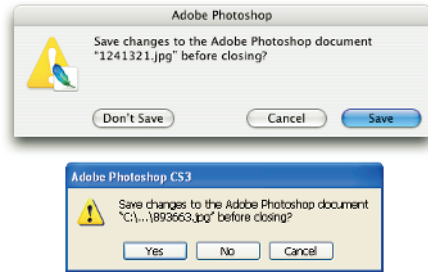 Adobe Photoshop
Save changes to the Adobe Photoshop document
"1241321.jpg" before closing?
Don't Save Cancel Save
Adobe Photoshop CS3
Save changes to the Adobe Photoshop document
"C:\...\893663.jpg" before closing?
Yes No Cancel